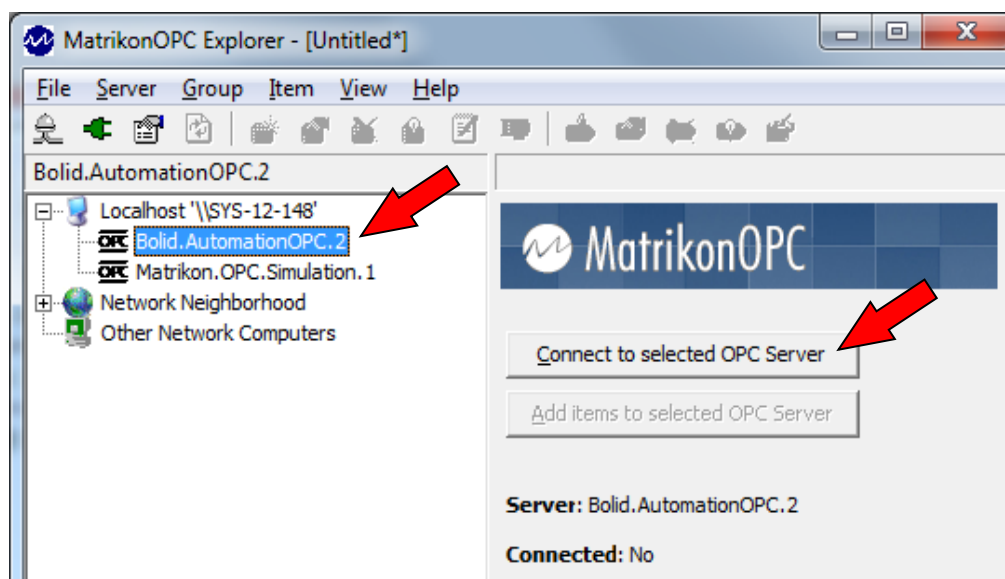 MatrikonOPC Explorer - [Untitled*]
File Server Group Item View Help
Bolid.AutomationOPC.2
Localhost '\\SYS-12-148'
OPC Bolid.AutomationOPC.2
OPC Matrikon.OPC.Simulation.1
Network Neighborhood
Other Network Computers
MatrikonOPC
Connect to selected OPC Server
Add items to selected OPC Server
Server: Bolid.AutomationOPC.2
Connected: No